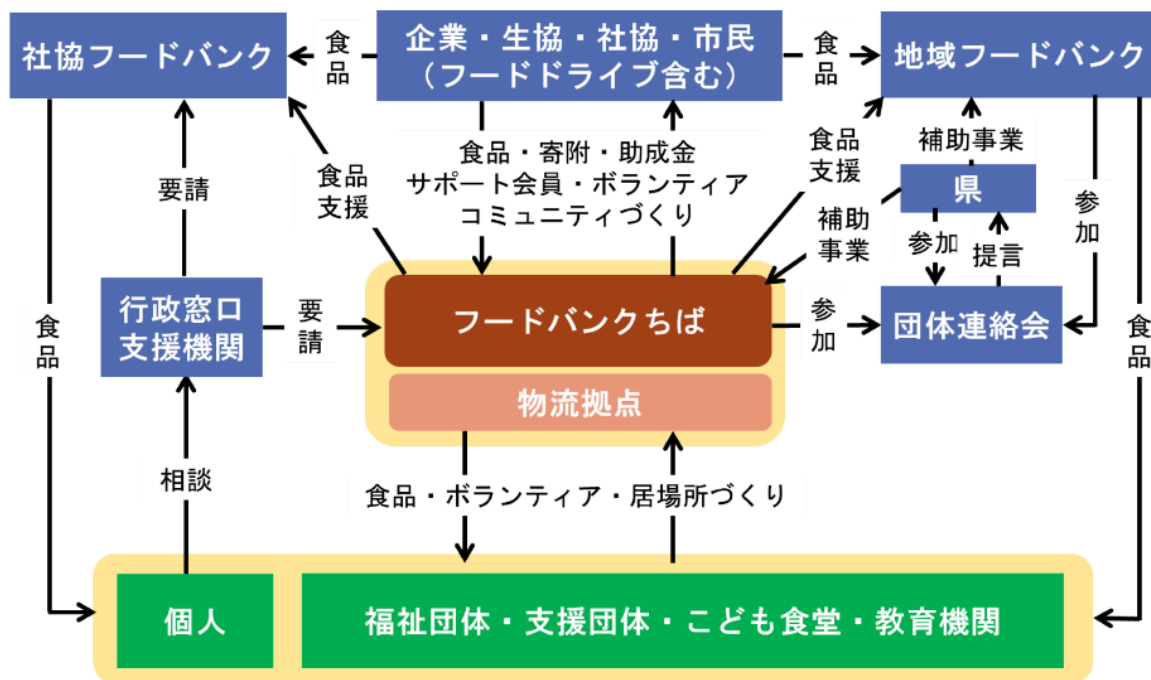 社協フードバンク
食品
企業・生協・社協・市民
（フードドライブ含む）
食品
地域フードバンク
要請
食品
支援
食品・寄附・助成金
サポート会員・ボランティア
コミュニティづくり
食品
支援
補助事業
県
補助
事業
参加
提言
参加
行政窓口
支援機関
要請
フードバンクちば
参加
団体連絡会
食品
食品
物流拠点
相談
食品・ボランティア・居場所づくり
個人
福祉団体・支援団体・こども食堂・教育機関